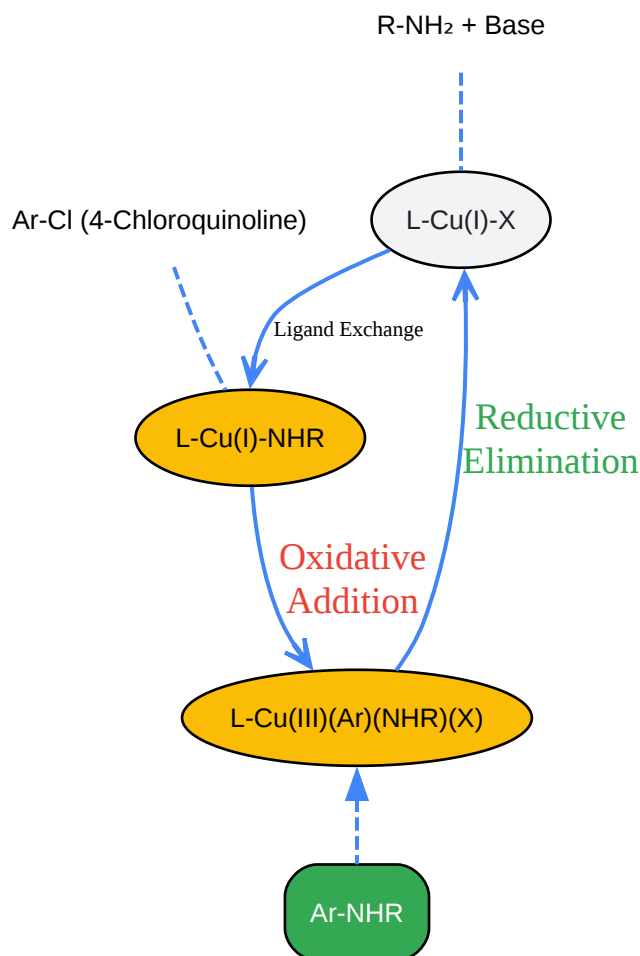 R-NH₂ + Base
L-Cu(I)-X
Ar-Cl (4-Chloroquinoline)
Ligand Exchange
L-Cu(I)-NHR
Reductive
Elimination
Oxidative
Addition
L-Cu(III)(Ar)(NHR)(X)
Ar-NHR